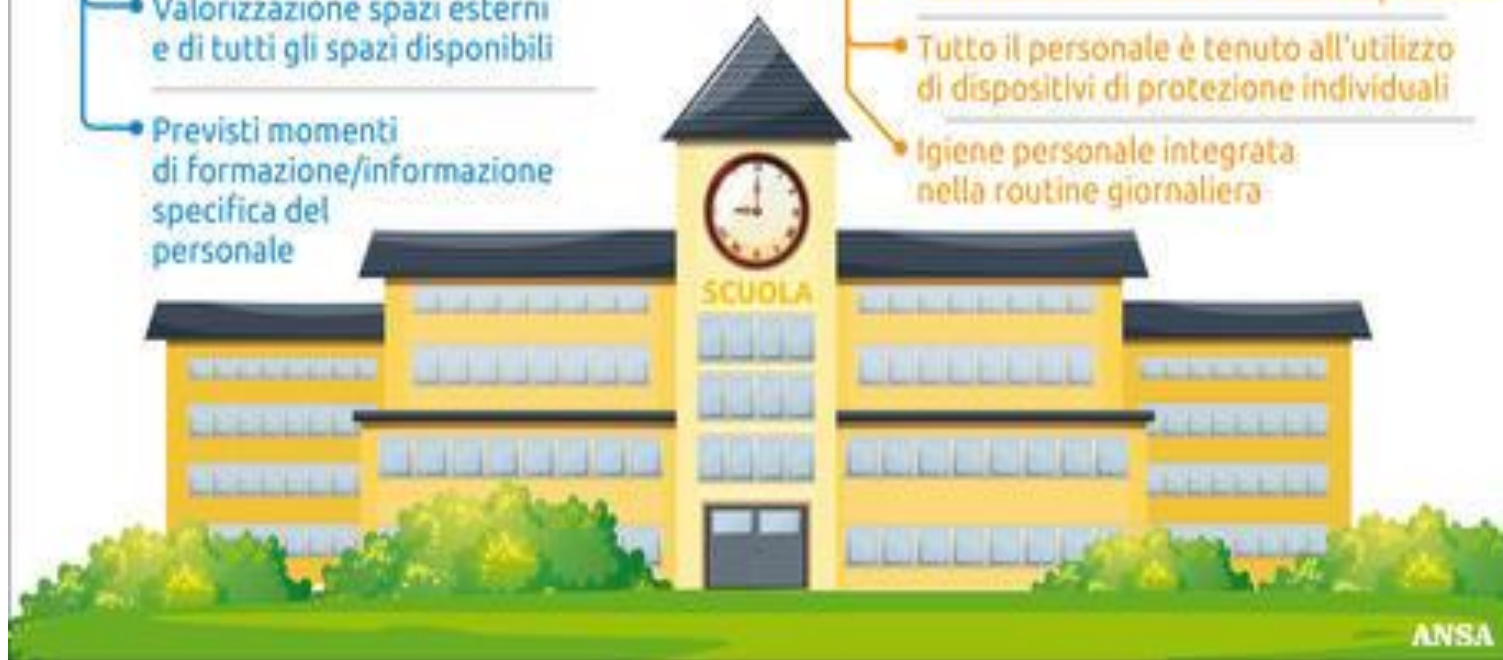 Valorizzazione spazi esterni
e di tutti gli spazi disponibili
Previsti momenti
di formazione/informazione
specifica del
personale
Tutto il personale è tenuto all'utilizzo
di dispositivi di protezione individuali
Igiene personale integrata
nella routine giornaliera
SCUOLA
ANSA